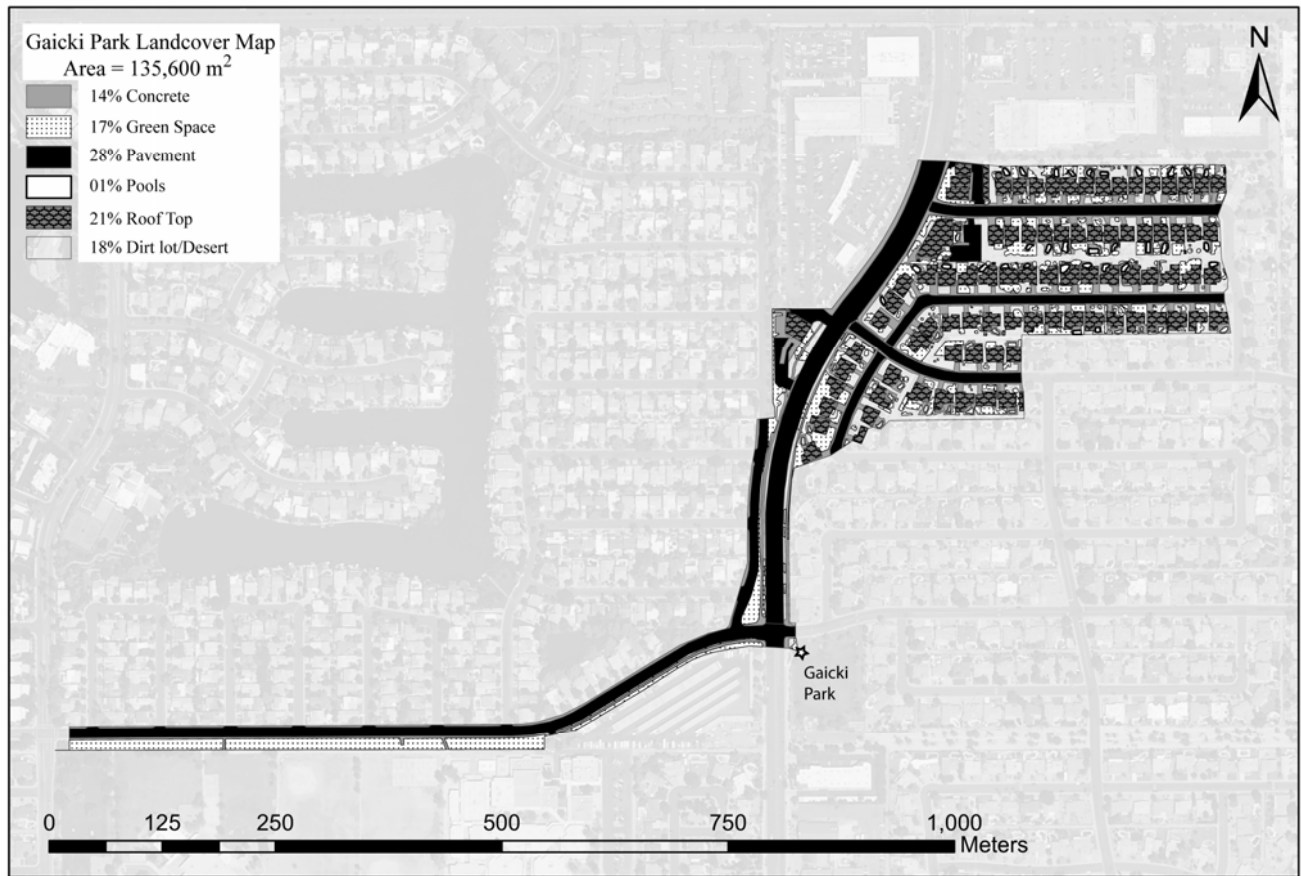 Gaicki Park Landcover Map
Area = 135,600 m²
14% Concrete
17% Green Space
28% Pavement
01% Pools
21% Roof Top
18% Dirt lot/Desert
N
Gaicki
Park
0 125 250 500 750 1,000
Meters